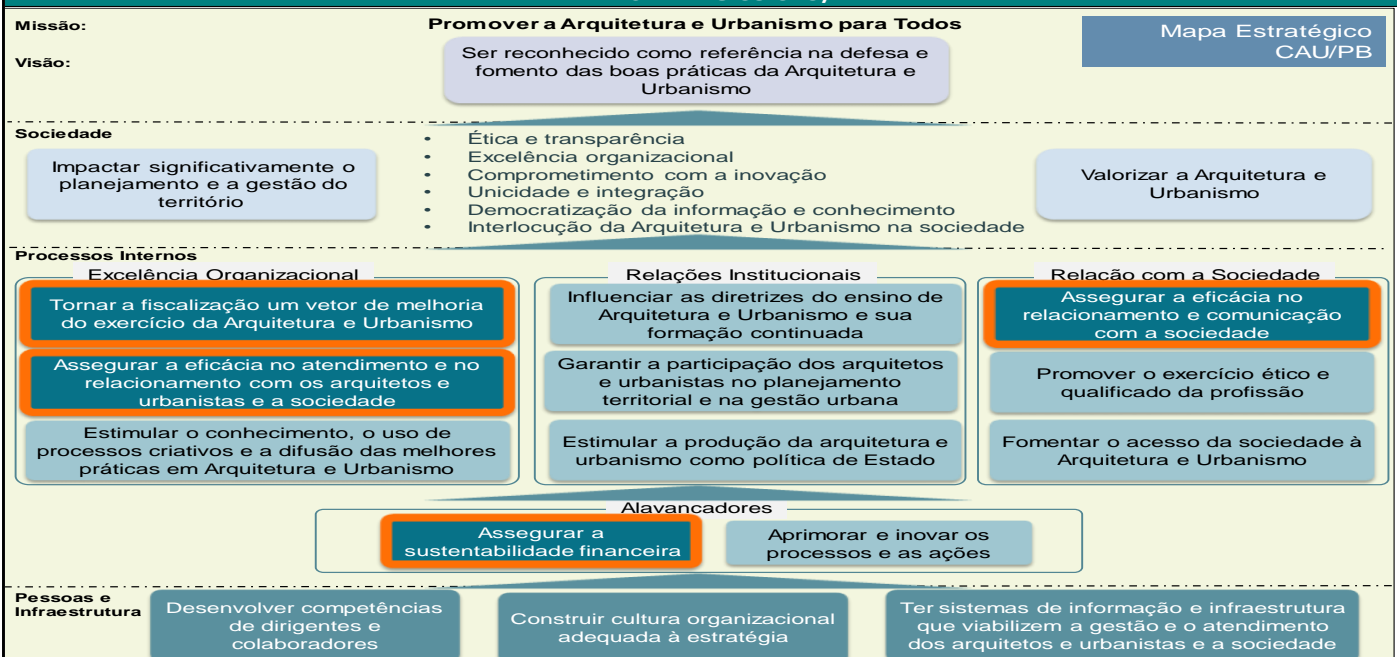 Missão:
Promover a Arquitetura e Urbanismo para Todos
Mapa Estratégico
CAU/PB
Visão:
Ser reconhecido como referência na defesa e
fomento das boas práticas da Arquitetura e
Urbanismo
Sociedade
Impactar significativamente o
planejamento e a gestão do
território
• Ética e transparência
• Excelência organizacional
• Comprometimento com a inovação
• Unicidade e integração
• Democratização da informação e conhecimento
• Interlocução da Arquitetura e Urbanismo na sociedade
Valorizar a Arquitetura e
Urbanismo
Processos Internos
Excelência Organizacional
Tornar a fiscalização um vetor de melhoria
do exercício da Arquitetura e Urbanismo
Assegurar a eficácia no atendimento e no
relacionamento com os arquitetos e
urbanistas e a sociedade
Estimular o conhecimento, o uso de
processos criativos e a difusão das melhores
práticas em Arquitetura e Urbanismo
Relações Institucionais
Influenciar as diretrizes do ensino de
Arquitetura e Urbanismo e sua
formação continuada
Garantir a participação dos arquitetos
e urbanistas no planejamento
territorial e na gestão urbana
Estimular a produção da arquitetura e
urbanismo como política de Estado
Relação com a Sociedade
Assegurar a eficácia no
relacionamento e comunicação
com a sociedade
Promover o exercício ético e
qualificado da profissão
Fomentar o acesso da sociedade à
Arquitetura e Urbanismo
Alavancadores
Assegurar a
sustentabilidade financeira
Aprimorar e inovar os
processos e as ações
Pessoas e
Infraestrutura
Desenvolver competências
de dirigentes e
colaboradores
Construir cultura organizacional
adequada à estratégia
Ter sistemas de informação e infraestrutura
que viabilizem a gestão e o atendimento
dos arquitetos e urbanistas e a sociedade